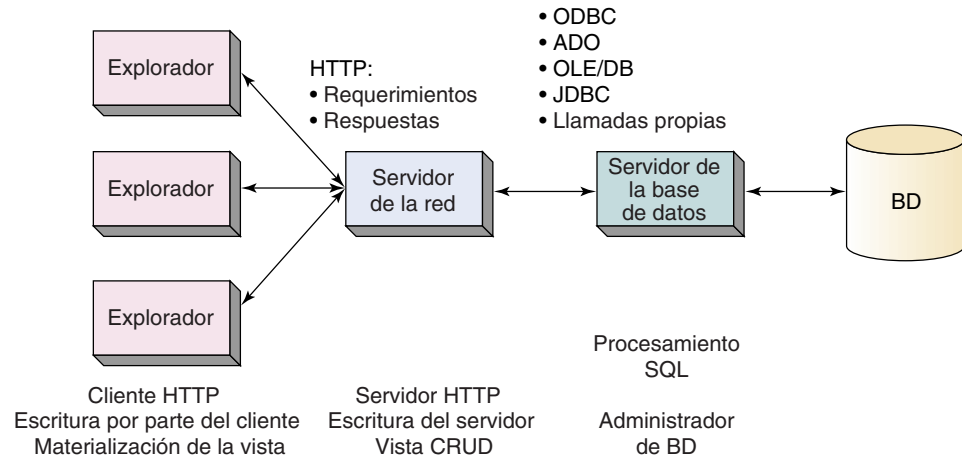 • ODBC
• ADO
• OLE/DB
• JDBC
• Llamadas propias
HTTP:
• Requerimientos
• Respuestas
Explorador
Explorador
Explorador
Servidor
de la red
Servidor de
la base
de datos
BD
Cliente HTTP
Escritura por parte del cliente
Materialización de la vista
Servidor HTTP
Escritura del servidor
Vista CRUD
Procesamiento
SQL
Administrador
de BD